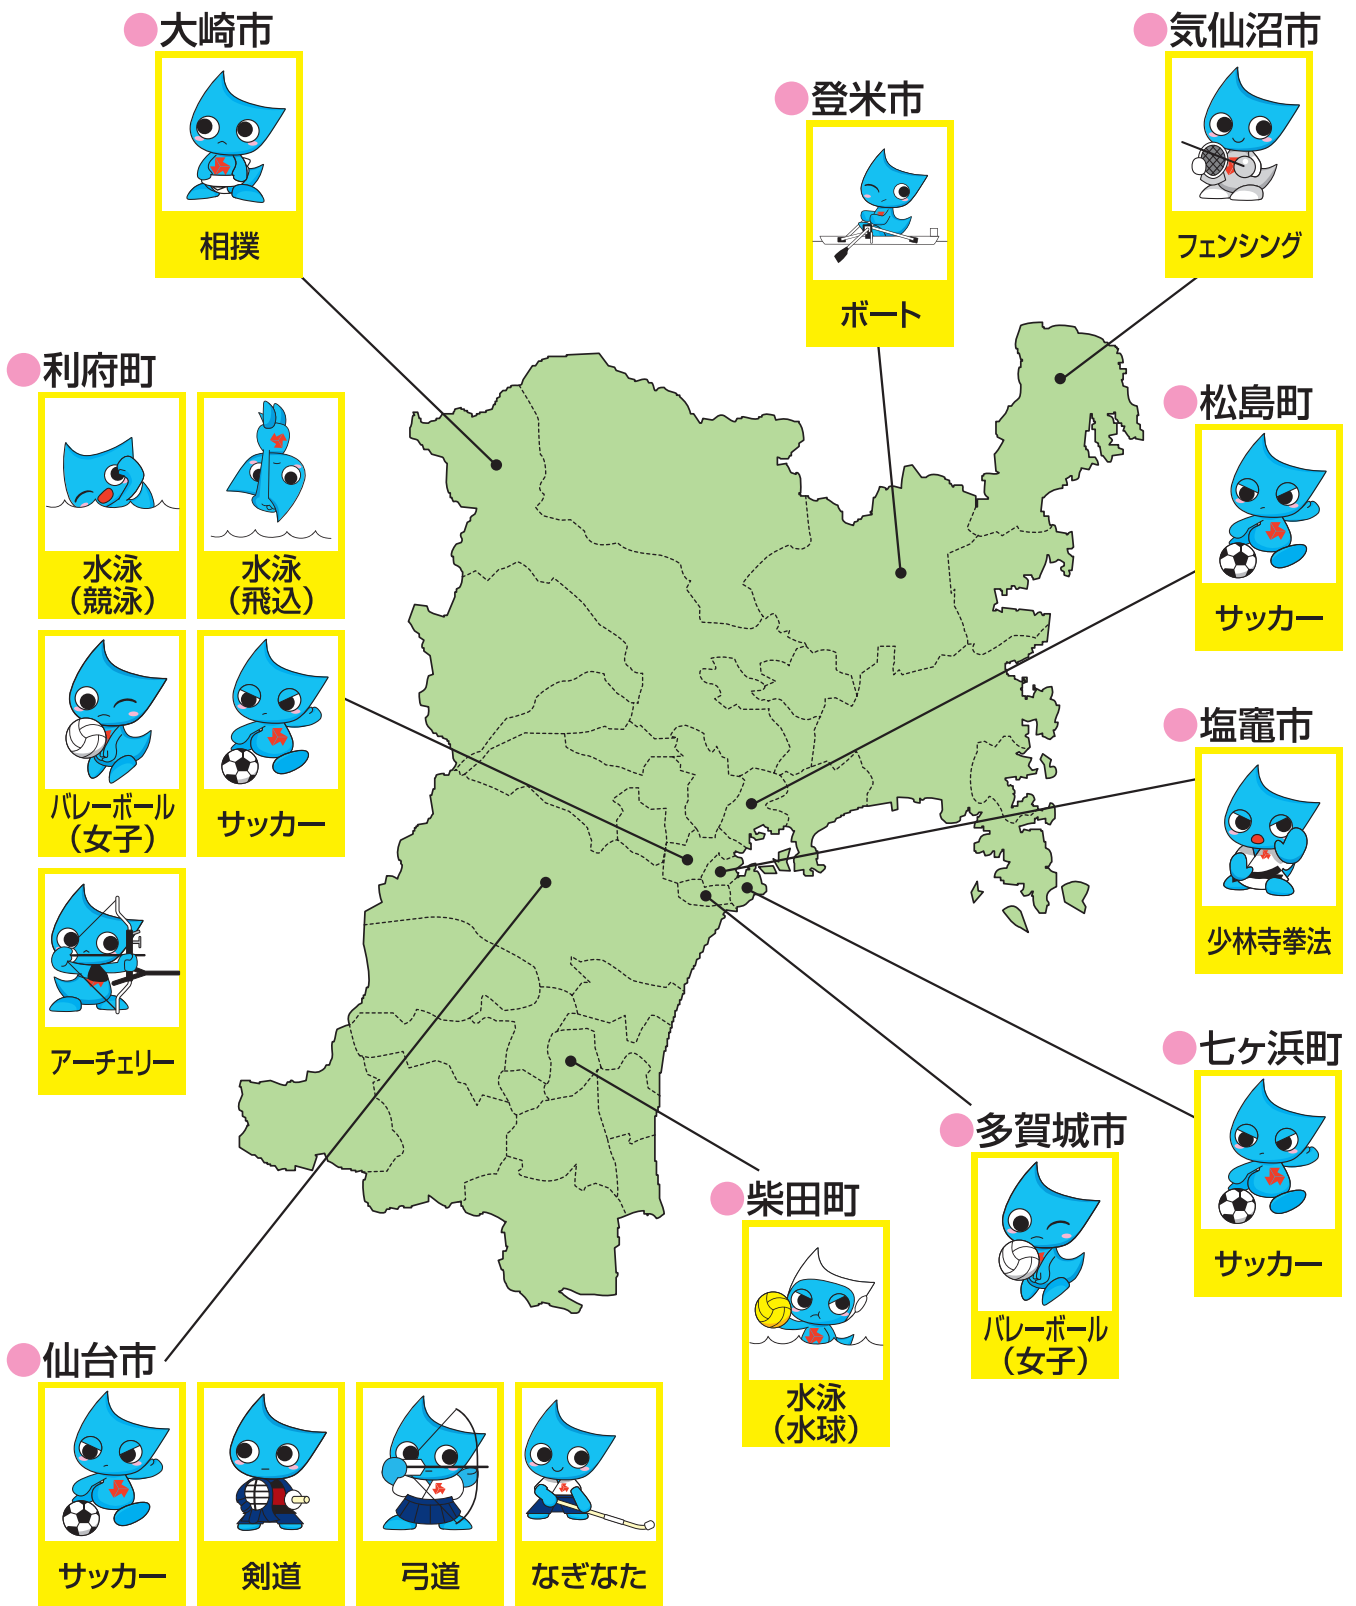 大崎市
相撲
気仙沼市
フェンシング
登米市
ボート
利府町
水泳
（競泳）
水泳
（飛込）
バレーボール
（女子）
サッカー
アーチェリー
松島町
サッカー
塩竈市
少林寺拳法
七ヶ浜町
サッカー
多賀城市
バレーボール
（女子）
柴田町
水泳
（水球）
仙台市
サッカー
剣道
弓道
なぎなた